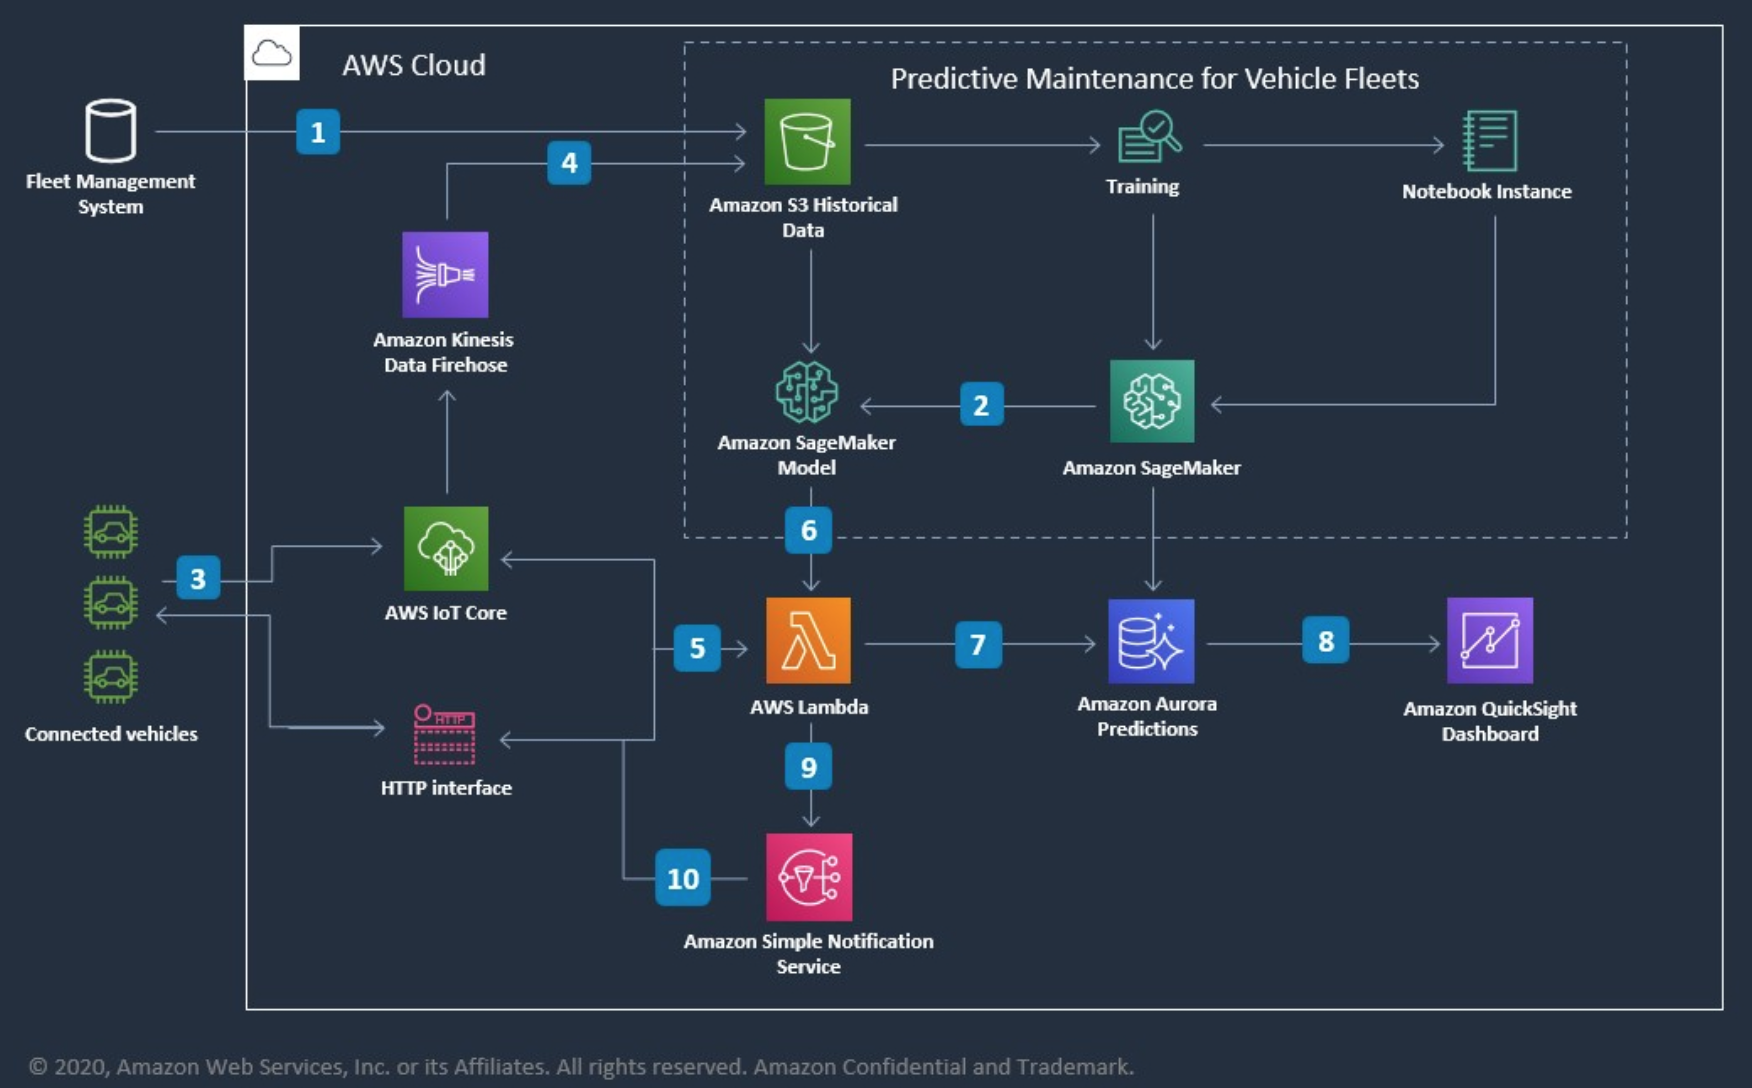 AWS Cloud
Predictive Maintenance for Vehicle Fleets
1
4
Fleet Management
System
Amazon S3 Historical
Data
Training
Notebook Instance
Amazon Kinesis
Data Firehose
2
Amazon SageMaker
Model
Amazon SageMaker
6
3
AWS IoT Core
5
7
8
Connected vehicles
HTTP
HTTP interface
AWS Lambda
Amazon Aurora
Predictions
Amazon QuickSight
Dashboard
9
10
Amazon Simple Notification
Service
© 2020, Amazon Web Services, Inc. or its Affiliates. All rights reserved. Amazon Confidential and Trademark.